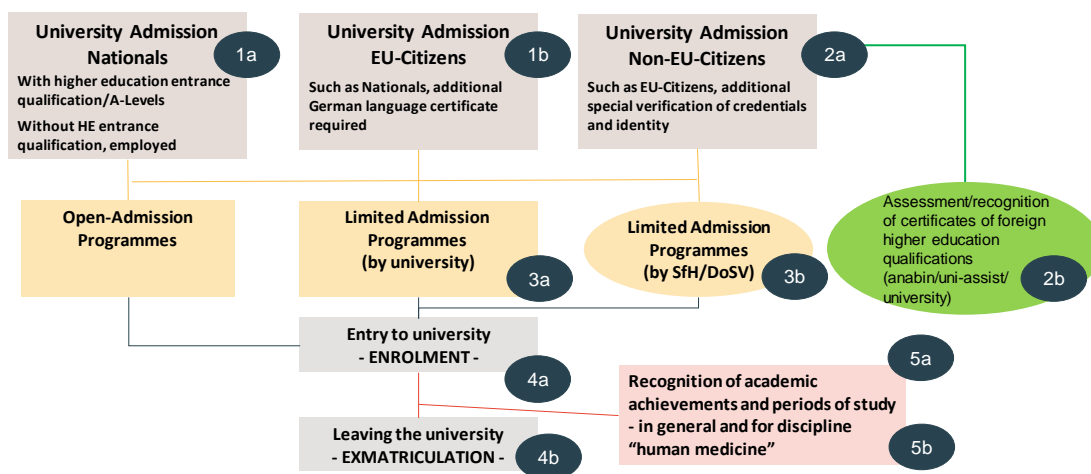 University Admission
Nationals
1a
With higher education entrance
qualification/A-Levels
Without HE entrance
qualification, employed
University Admission
EU-Citizens
1b
Such as Nationals, additional
German language certificate
required
University Admission
Non-EU-Citizens
2a
Such as EU-Citizens, additional
special verification of credentials
and identity
Open-Admission
Programmes
Limited Admission
Programmes
(by university)
3a
Limited Admission
Programmes
(by SfH/DoSV)
3b
Assessment/recognition
of certificates of foreign
higher education
qualifications
(anabin/uni-assist/
university)
2b
Entry to university
- ENROLMENT -
4a
5a
Recognition of academic
achievements and periods of study
- in general and for discipline
“human medicine”
5b
Leaving the university
- EXMATRICULATION -
4b